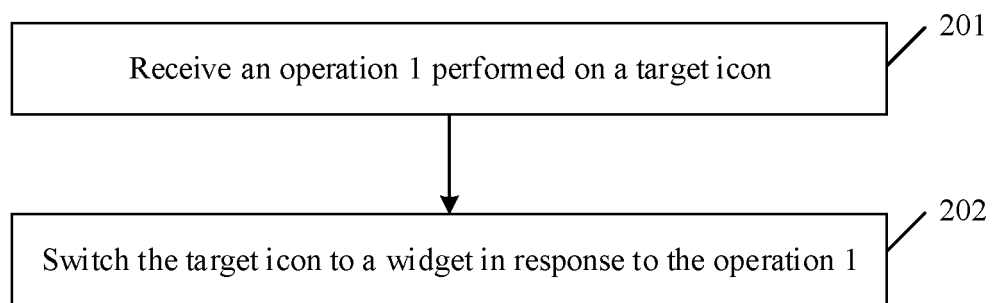 201
Receive an operation 1 performed on a target icon
202
Switch the target icon to a widget in response to the operation 1